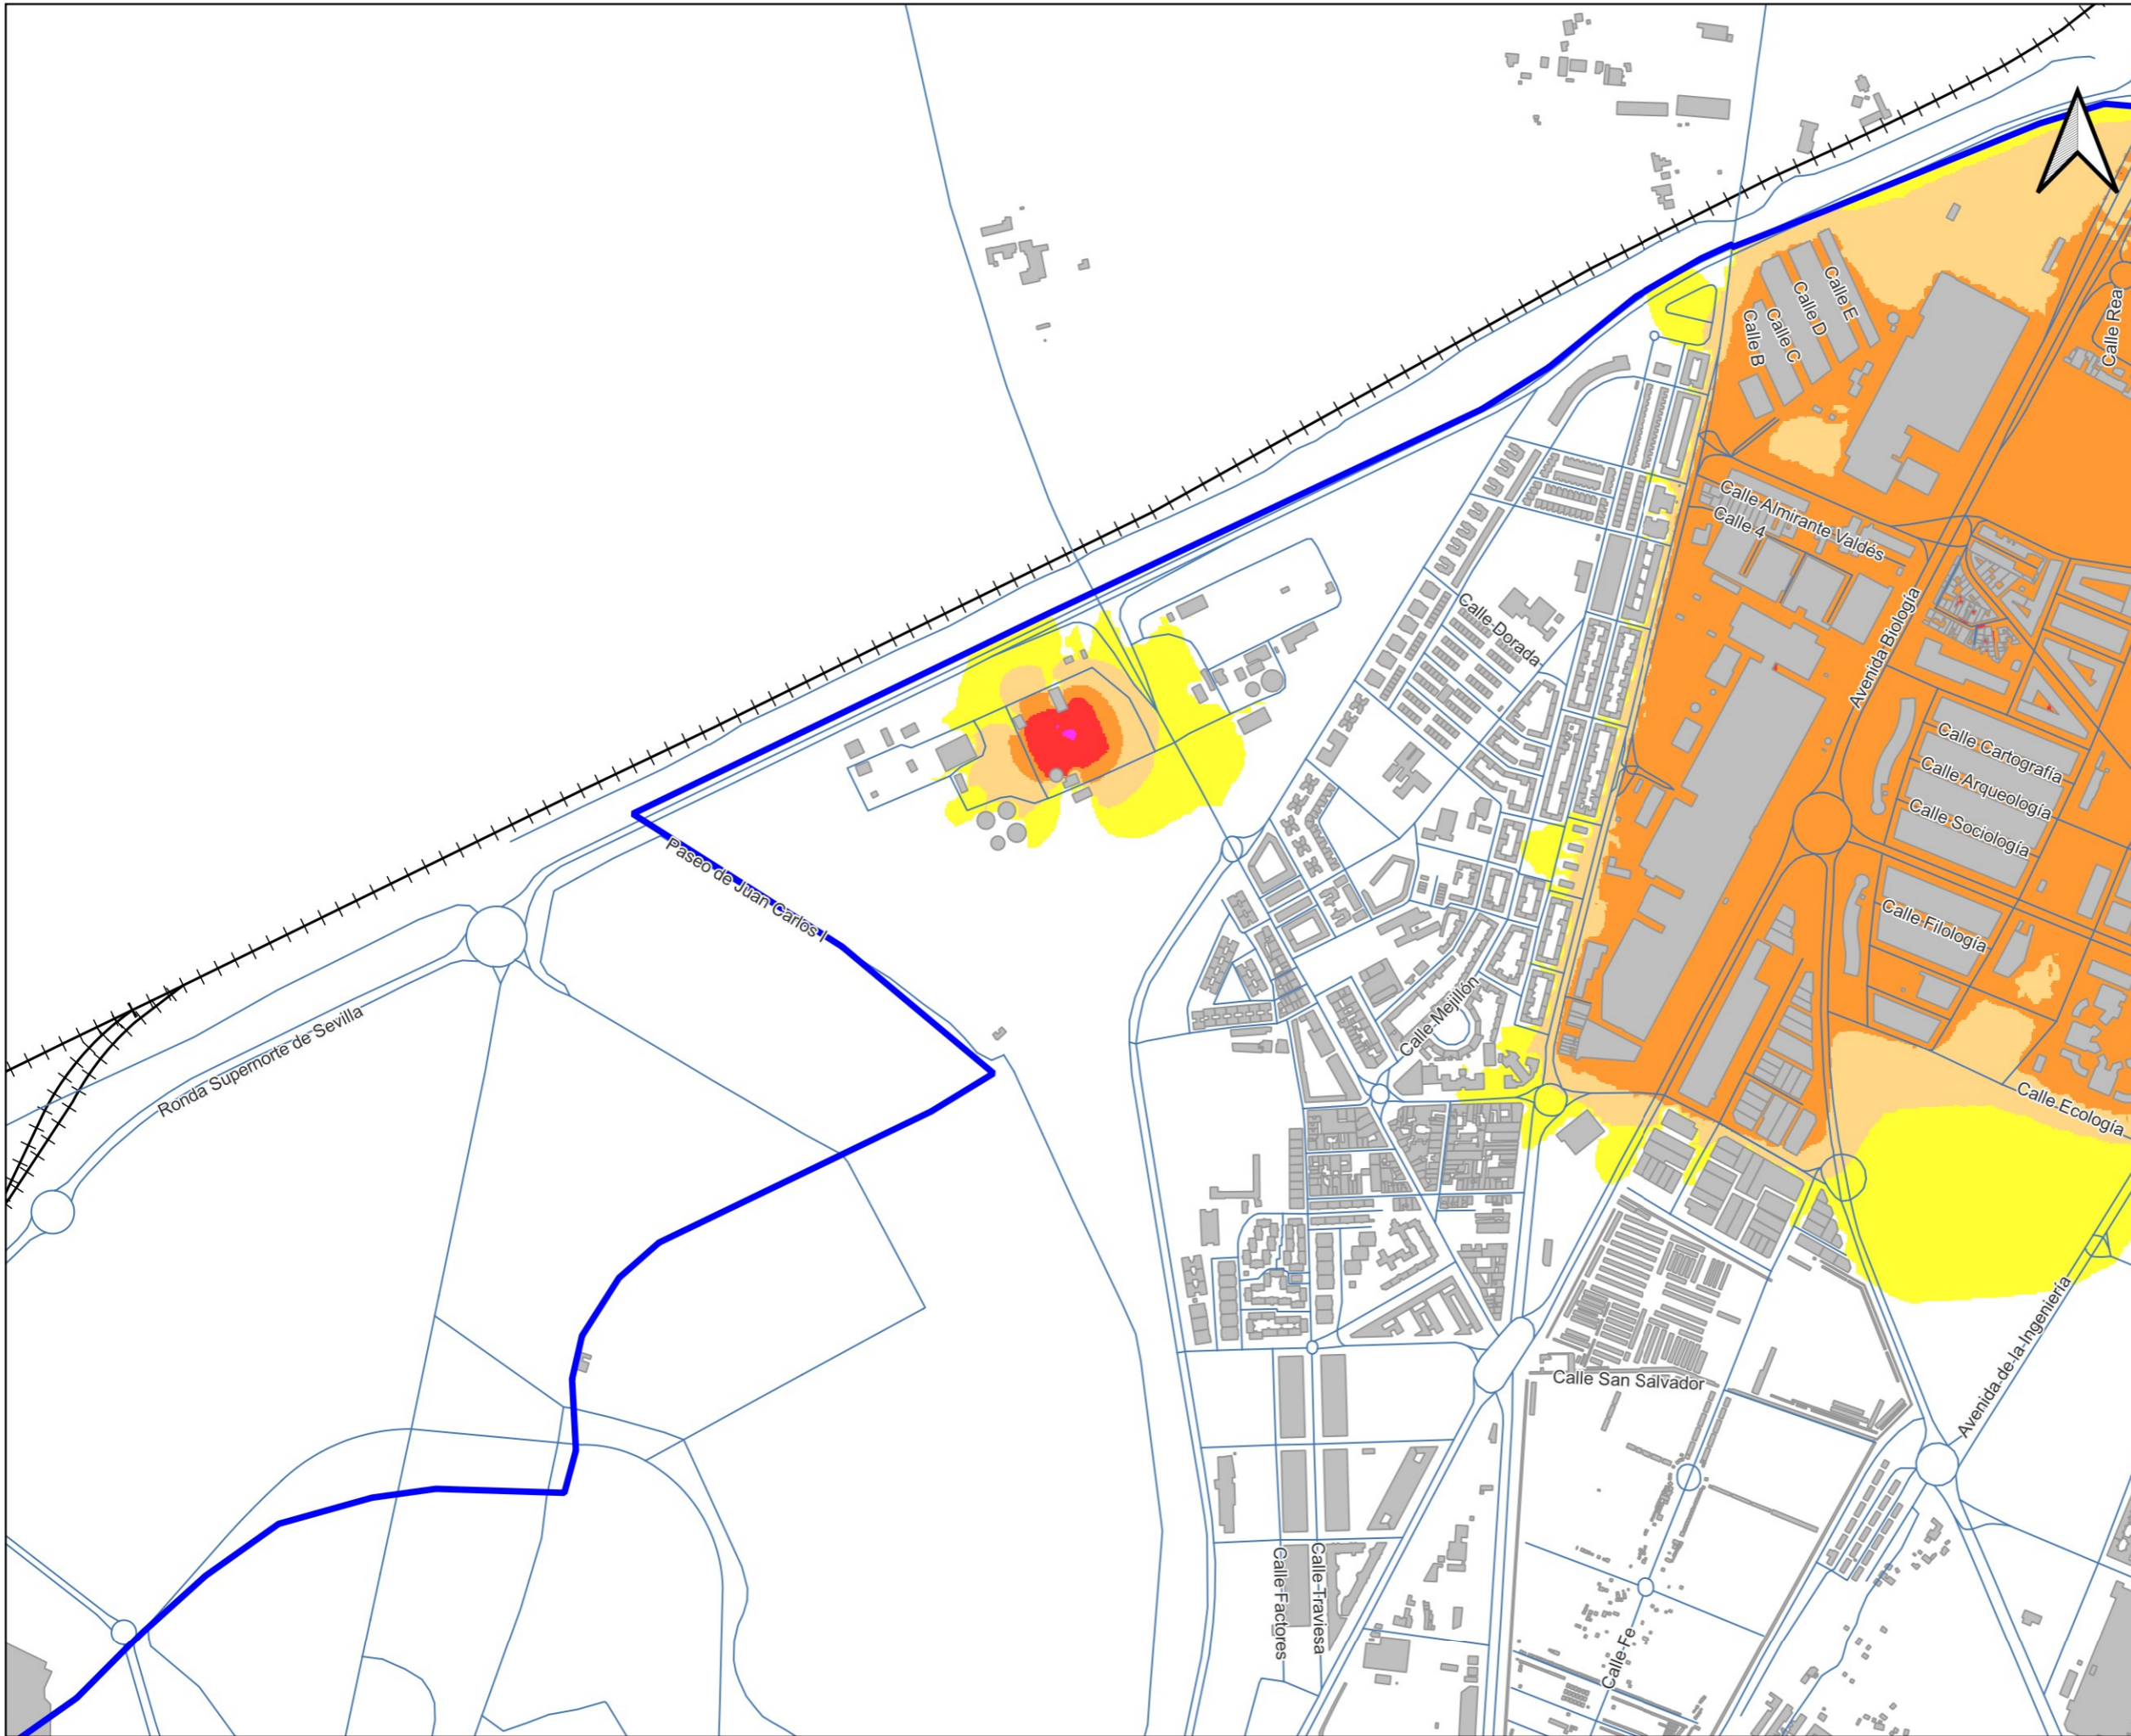 Calle E
Calle D
Calle C
Calle B
Calle Rea
Calle Almirante Valdés
Calle 4
Calle Dorada
Avenida Biología
Calle Cartografía
Calle Arqueología
Calle Sociología
Paseo de Juan Carlos I
Calle Filología
Calle Mejillón
Ronda Supernorte de Sevilla
Calle Ecología
Avenida de la Ingeniería
Calle San Salvador
Calle Factores
Calle Traviesa
Calle Fe